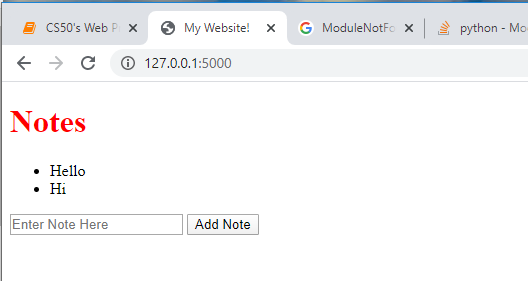 CS50's Web P
My Website!
ModuleNotFo
python - Mo
127.0.0.1:5000
Notes
Hello
Hi
Enter Note Here
Add Note